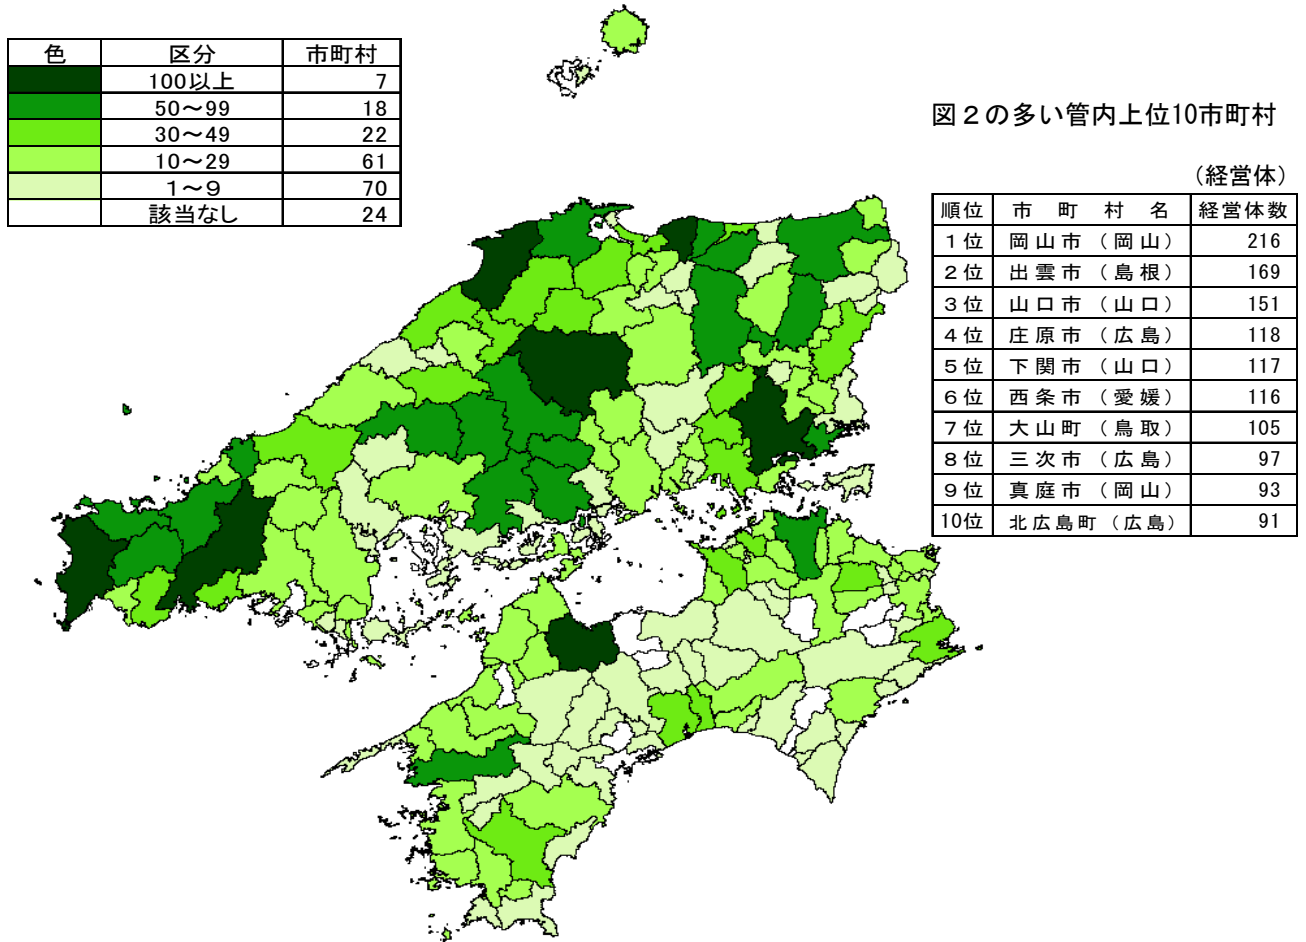 色 区分 市町村
100以上 7
50～99 18
30～49 22
10～29 61
1～9 70
該当なし 24
図２の多い管内上位10市町村
（経営体）
順位 市町村名 経営体数
1位 岡山市（岡山） 216
2位 出雲市（島根） 169
3位 山口市（山口） 151
4位 庄原市（広島） 118
5位 下関市（山口） 117
6位 西条市（愛媛） 116
7位 大山町（鳥取） 105
8位 三次市（広島） 97
9位 真庭市（岡山） 93
10位 北広島町（広島） 91